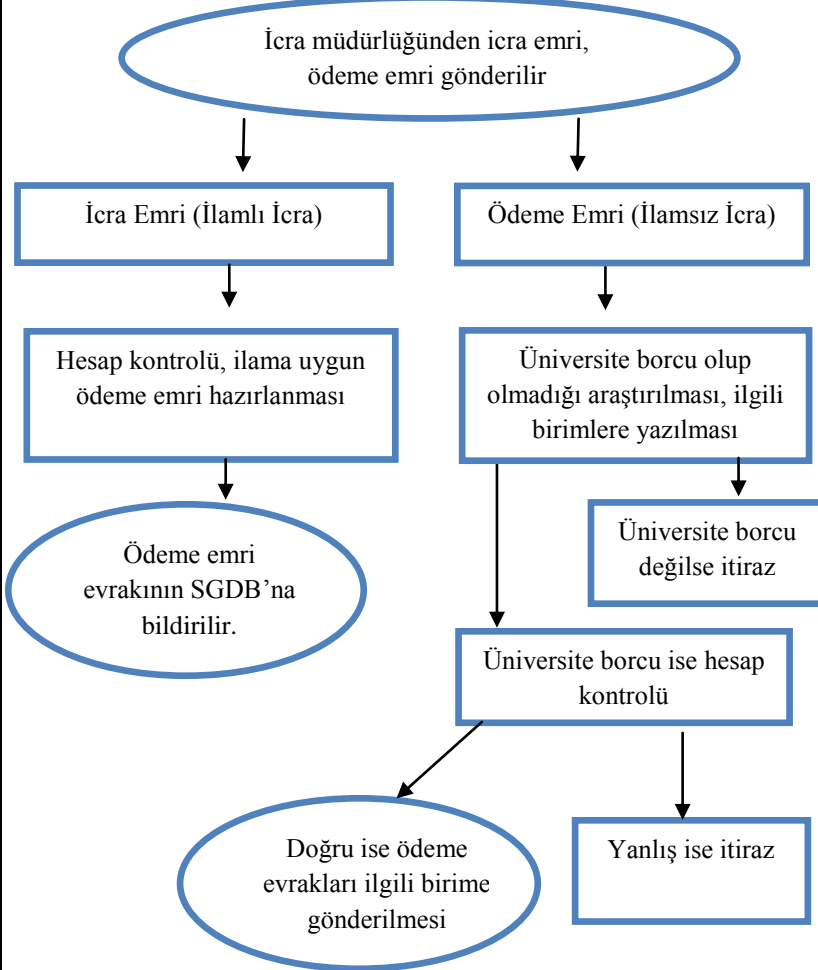 İcra müdürlüğünden icra emri,
ödeme emri gönderilir
İcra Emri (İlamlı İcra)
Ödeme Emri (İlamsız İcra)
Hesap kontrolü, ilama uygun
ödeme emri hazırlanması
Üniversite borcu olup
olmadığı araştırılması, ilgili
birimlere yazılması
Ödeme emri
evrakının SGDB’na
bildirilir.
Üniversite borcu
değilse itiraz
Üniversite borcu ise hesap
kontrolü
Doğru ise ödeme
evrakları ilgili birime
gönderilmesi
Yanlış ise itiraz